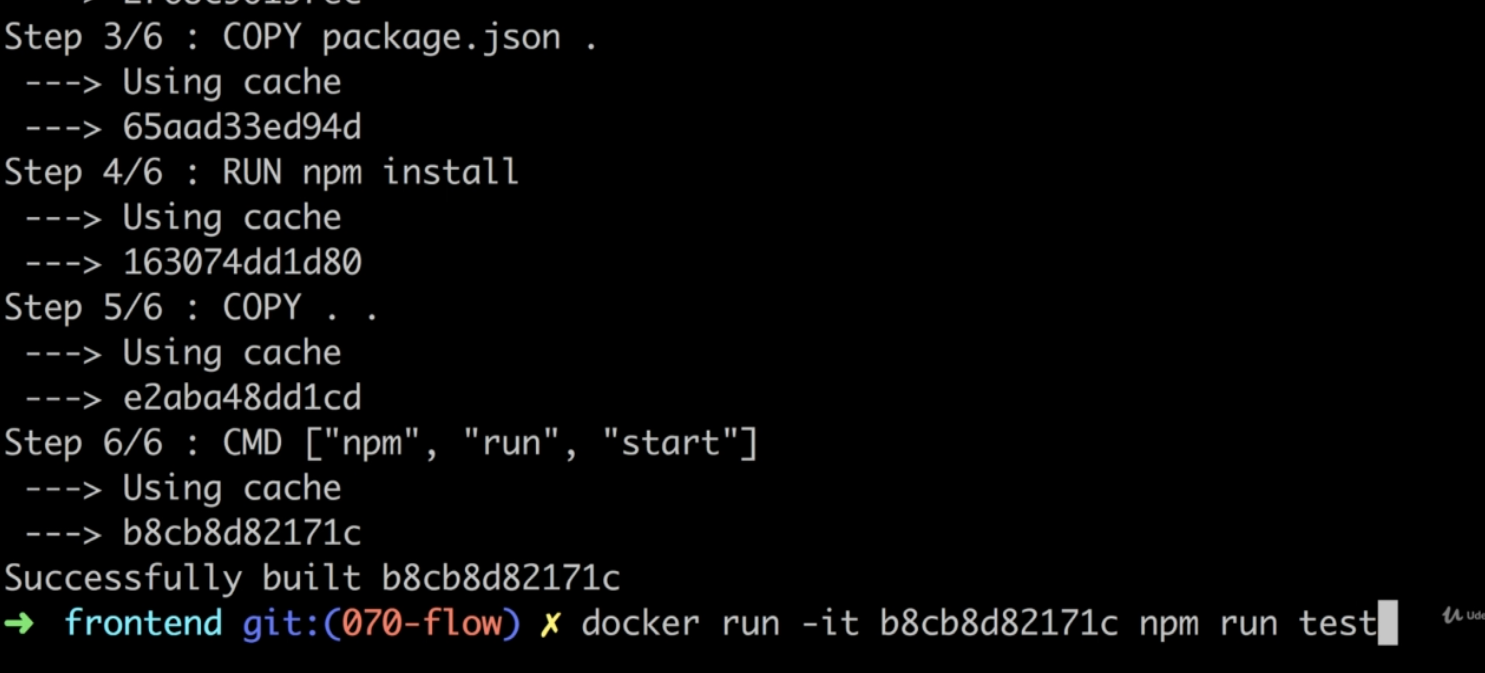 Step 3/6 : COPY package.json .
---> Using cache
---> 65aad33ed94d
Step 4/6 : RUN npm install
---> Using cache
---> 163074dd1d80
Step 5/6 : COPY . .
---> Using cache
---> e2aba48dd1cd
Step 6/6 : CMD ["npm", "run", "start"]
---> Using cache
---> b8cb8d82171c
Successfully built b8cb8d82171c
➜ frontend git:(070-flow) ✗ docker run -it b8cb8d82171c npm run test